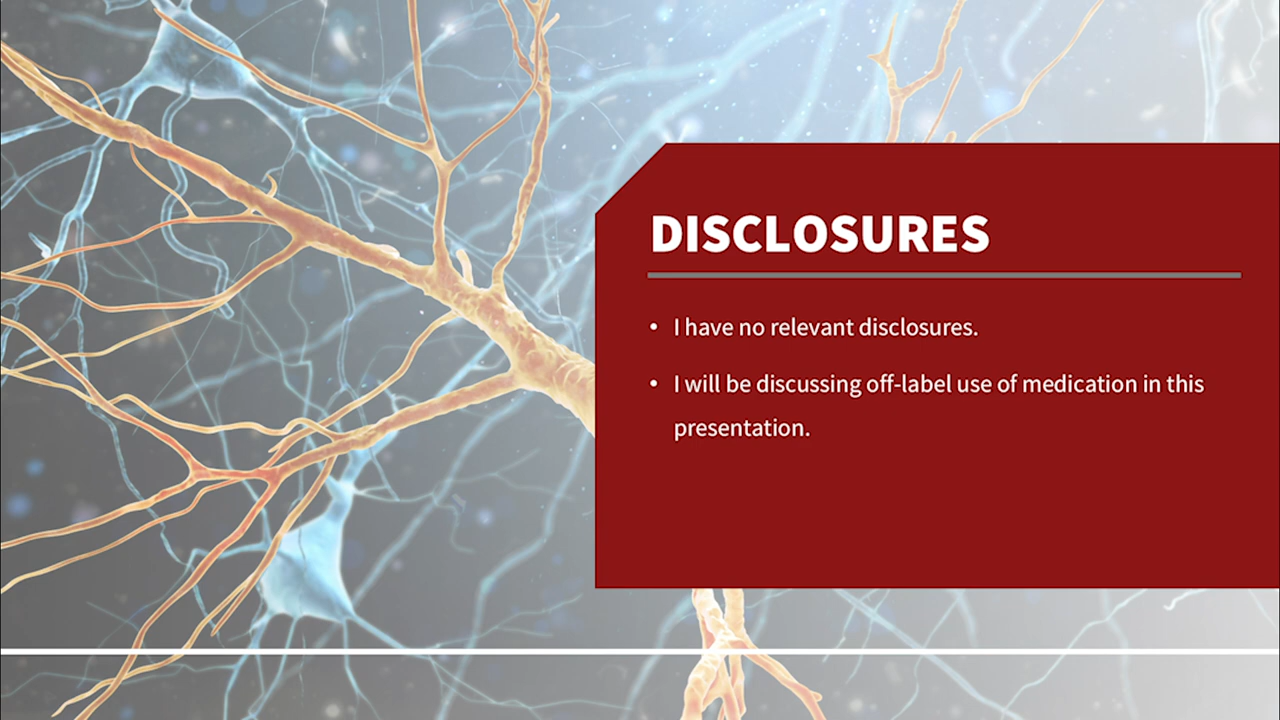 DISCLOSURES
• I have no relevant disclosures.
• I will be discussing off-label use of medication in this
presentation.